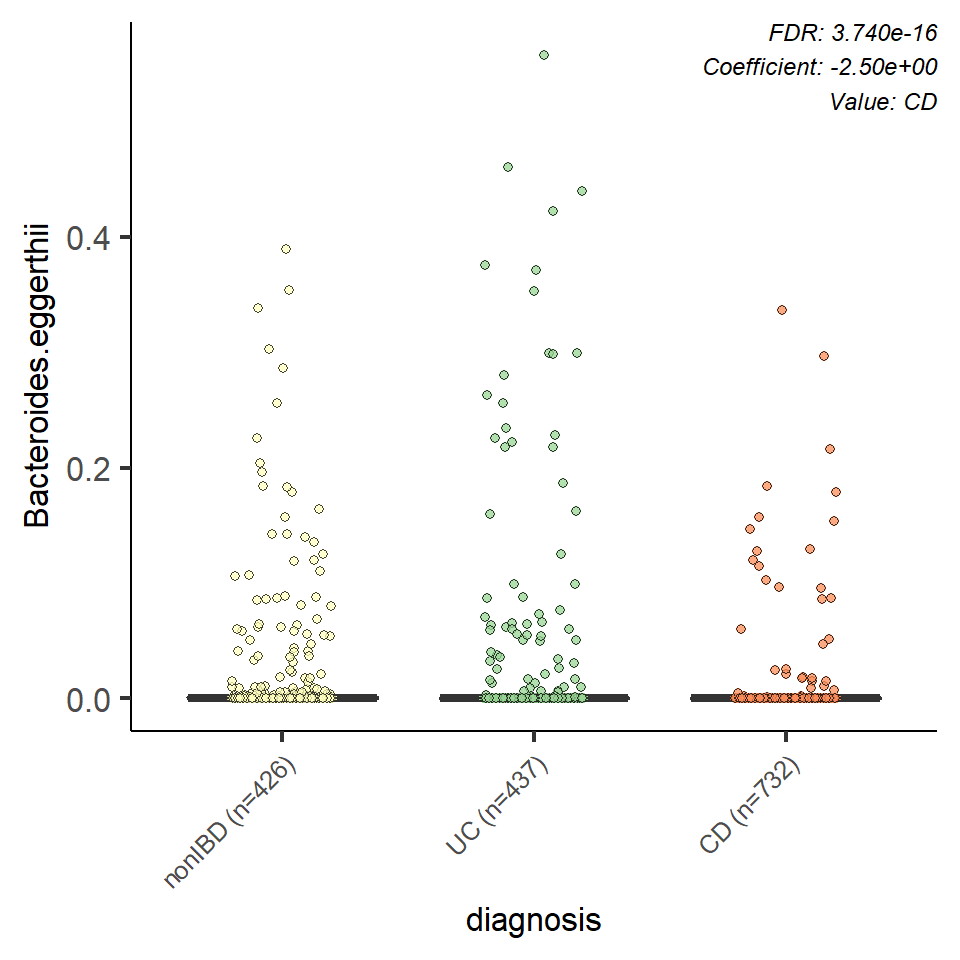 FDR: 3.740e-16
Coefficient: -2.50e+00
Value: CD
Bacteroides.eggerthii
0.4
0.2
0.0
nonIBD (n=426)
UC (n=437)
CD (n=732)
diagnosis